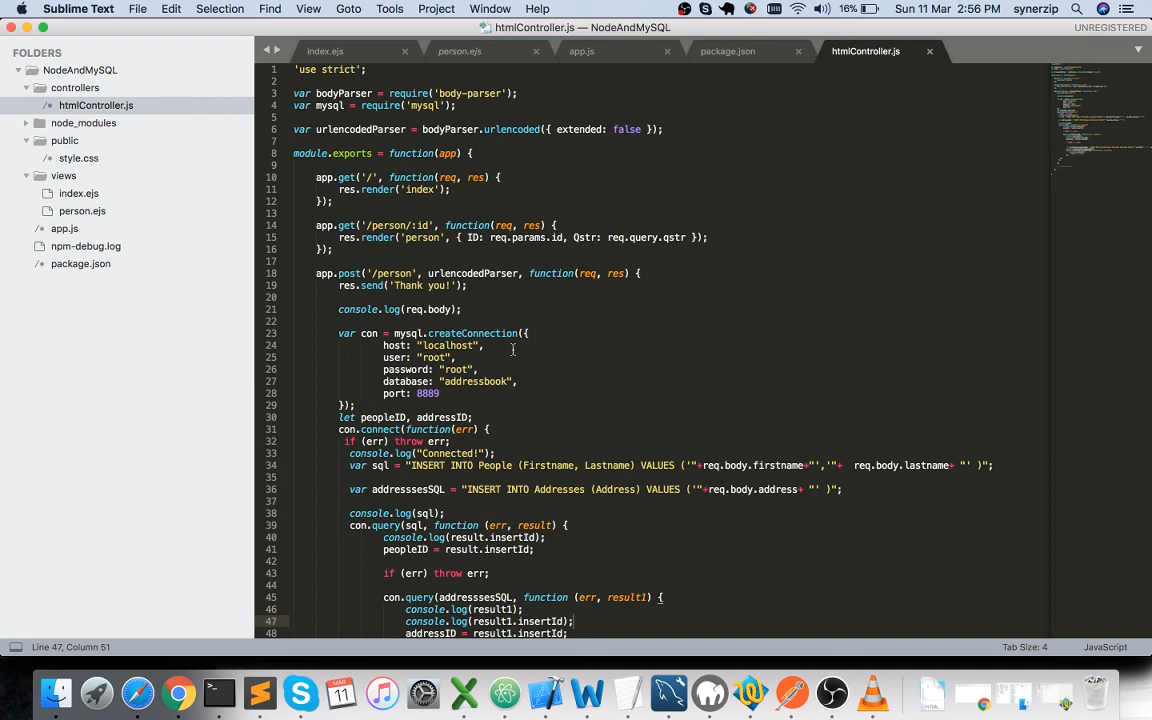 Sublime Text File Edit Selection Find View Goto Tools Project Window Help 16% Sun 11 Mar 2:56 PM synerzip
htmlController.js — NodeAndMySQL UNREGISTERED
FOLDERS
NodeAndMySQL
controllers
/* htmlController.js
node_modules
public
/* style.css
views
<> index.ejs
<> person.ejs
/* app.js
npm-debug.log
/* package.json
index.ejs × person.ejs × app.js × package.json × htmlController.js ×
1 'use strict';
2
3 var bodyParser = require('body-parser');
4 var mysql = require('mysql');
5
6 var urlencodedParser = bodyParser.urlencoded({ extended: false });
7
8 module.exports = function(app) {
9
10 app.get('/', function(req, res) {
11 res.render('index');
12 });
13
14 app.get('/person/:id', function(req, res) {
15 res.render('person', { ID: req.params.id, Qstr: req.query.qstr });
16 });
17
18 app.post('/person', urlencodedParser, function(req, res) {
19 res.send('Thank you!');
20
21 console.log(req.body);
22
23 var con = mysql.createConnection({
24 host: "localhost",
25 user: "root",
26 password: "root",
27 database: "addressbook",
28 port: 8889
29 });
30 let peopleID, addressID;
31 con.connect(function(err) {
32 if (err) throw err;
33 console.log("Connected!");
34 var sql = "INSERT INTO People (Firstname, Lastname) VALUES ('"+req.body.firstname+"','"+ req.body.lastname+ "' )";
35
36 var addresssesSQL = "INSERT INTO Addresses (Address) VALUES ('"+req.body.address+ "' )";
37
38 console.log(sql);
39 con.query(sql, function (err, result) {
40 console.log(result.insertId);
41 peopleID = result.insertId;
42
43 if (err) throw err;
44
45 con.query(addresssesSQL, function (err, result1) {
46 console.log(result1);
47 console.log(result1.insertId);
48 addressID = result1.insertId;
Line 47, Column 51 Tab Size: 4 JavaScript
MAR
11
HTML